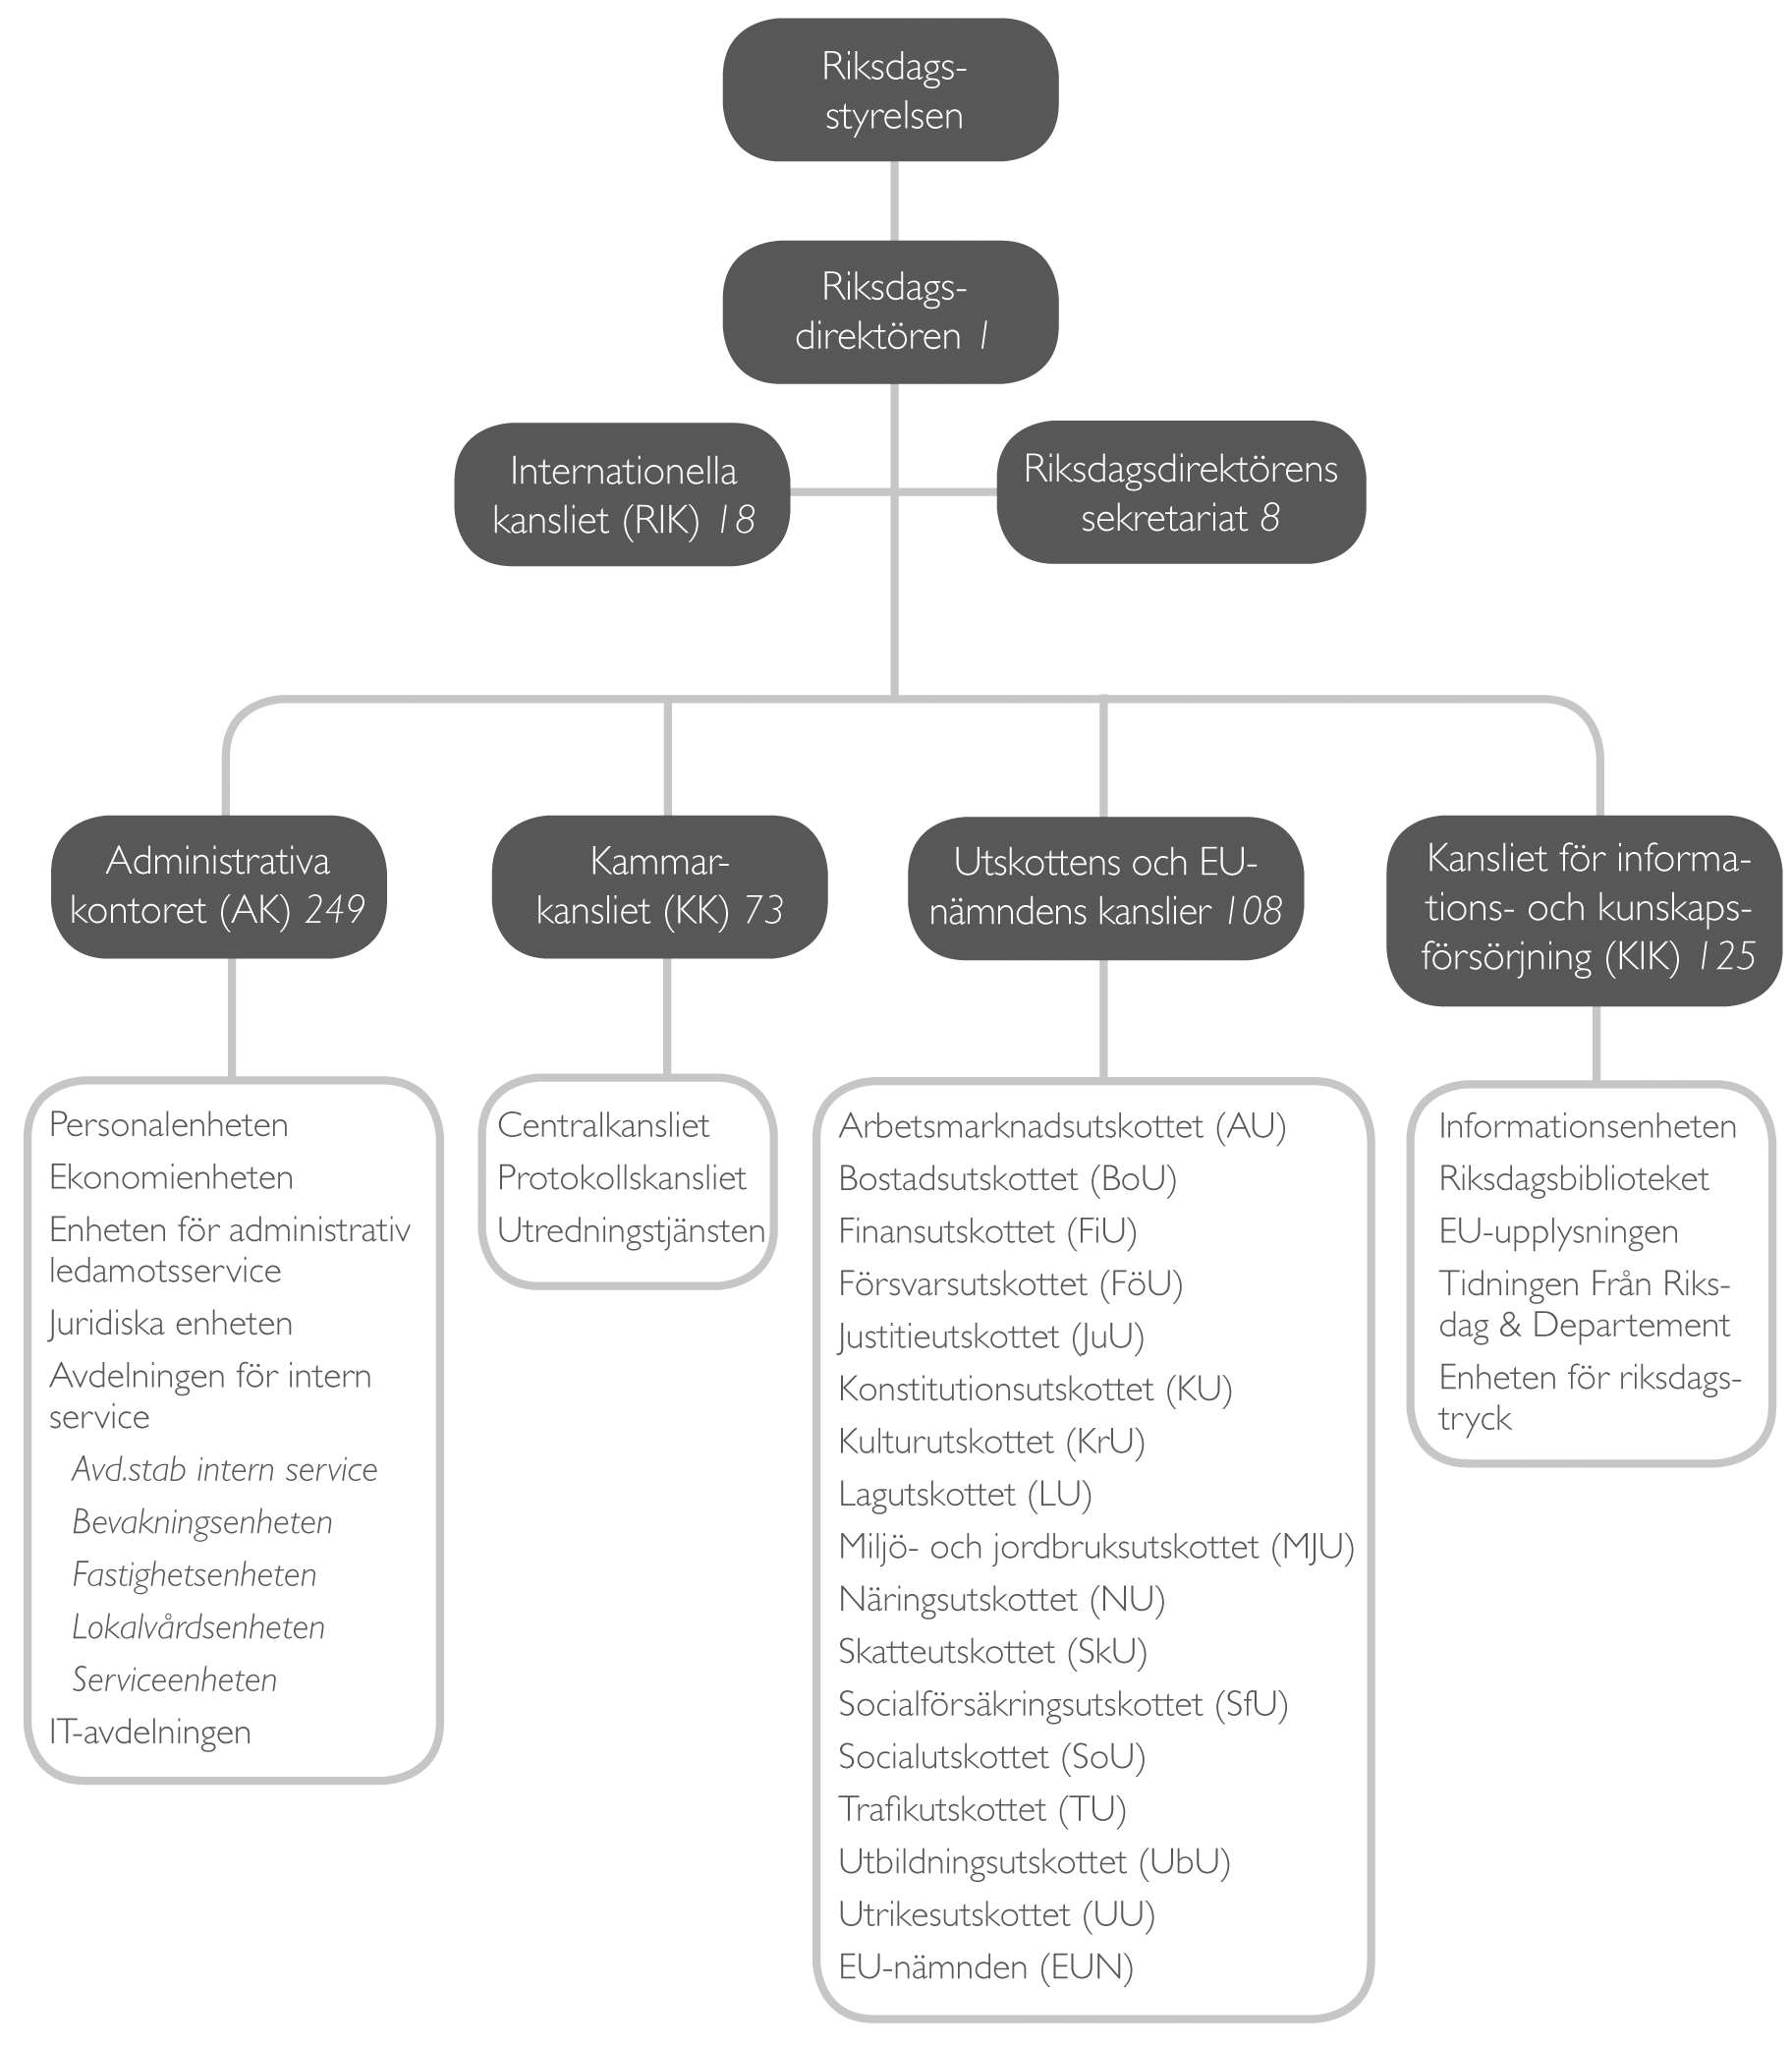 Riksdags-
styrelsen
Riksdags-
direktören 1
Internationella
kansliet (RIK) 18
Riksdagsdirektörens
sekretariat 8
Administrativa
kontoret (AK) 249
Kammar-
kansliet (KK) 73
Utskottens och EU-
nämndens kanslier 108
Kansliet för informa-
tions- och kunskaps-
försörjning (KIK) 125
Personalenheten
Ekonomienheten
Enheten för administrativ
ledamotsservice
Juridiska enheten
Avdelningen för intern
service
Avd.stab intern service
Bevakningsenheten
Fastighetsenheten
Lokalvårdsenheten
Serviceenheten
IT-avdelningen
Centralkansliet
Protokollskansliet
Utredningstjänsten
Arbetsmarknadsutskottet (AU)
Bostadsutskottet (BoU)
Finansutskottet (FiU)
Försvarsutskottet (FöU)
Justitieutskottet (JuU)
Konstitutionsutskottet (KU)
Kulturutskottet (KrU)
Lagutskottet (LU)
Miljö- och jordbruksutskottet (MJU)
Näringsutskottet (NU)
Skatteutskottet (SkU)
Socialförsäkringsutskottet (SfU)
Socialutskottet (SoU)
Trafikutskottet (TU)
Utbildningsutskottet (UbU)
Utrikesutskottet (UU)
EU-nämnden (EUN)
Informationsenheten
Riksdagsbiblioteket
EU-upplysningen
Tidningen Från Riks-
dag & Departement
Enheten för riksdags-
tryck